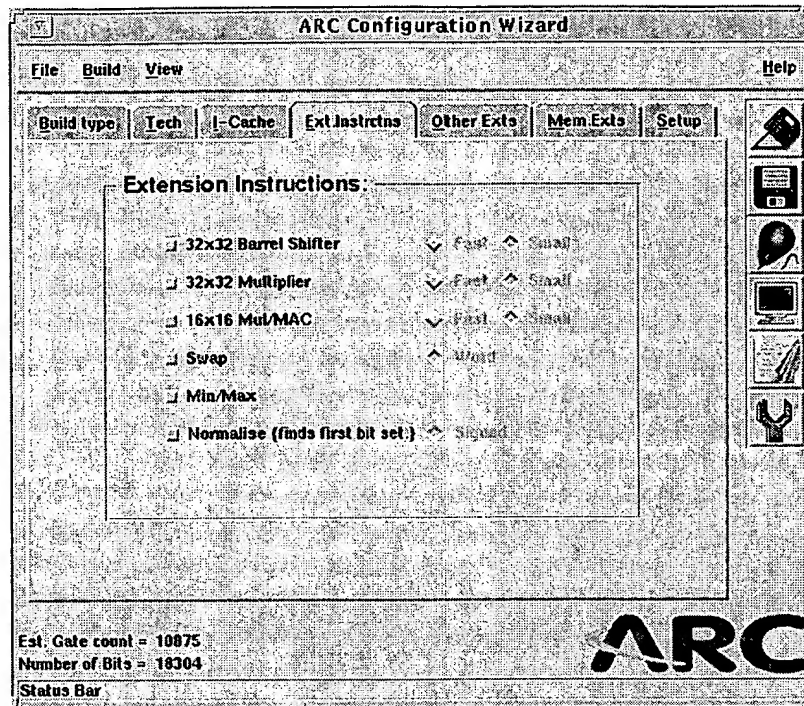 ARC Configuration Wizard
File Build View Help
Build type Tech I-Cache Ext.Instrctns Other Exts Mem Exts Setup
Extension Instructions:
32x32 Barrel Shifter Fast Small
32x32 Multiplier Fast Small
16x16 Mul/MAC Fast Small
Swap Word
Min/Max
Normalise (finds first bit set) Signed
ARC
Est. Gate count = 10875
Number of Bits = 18304
Status Bar